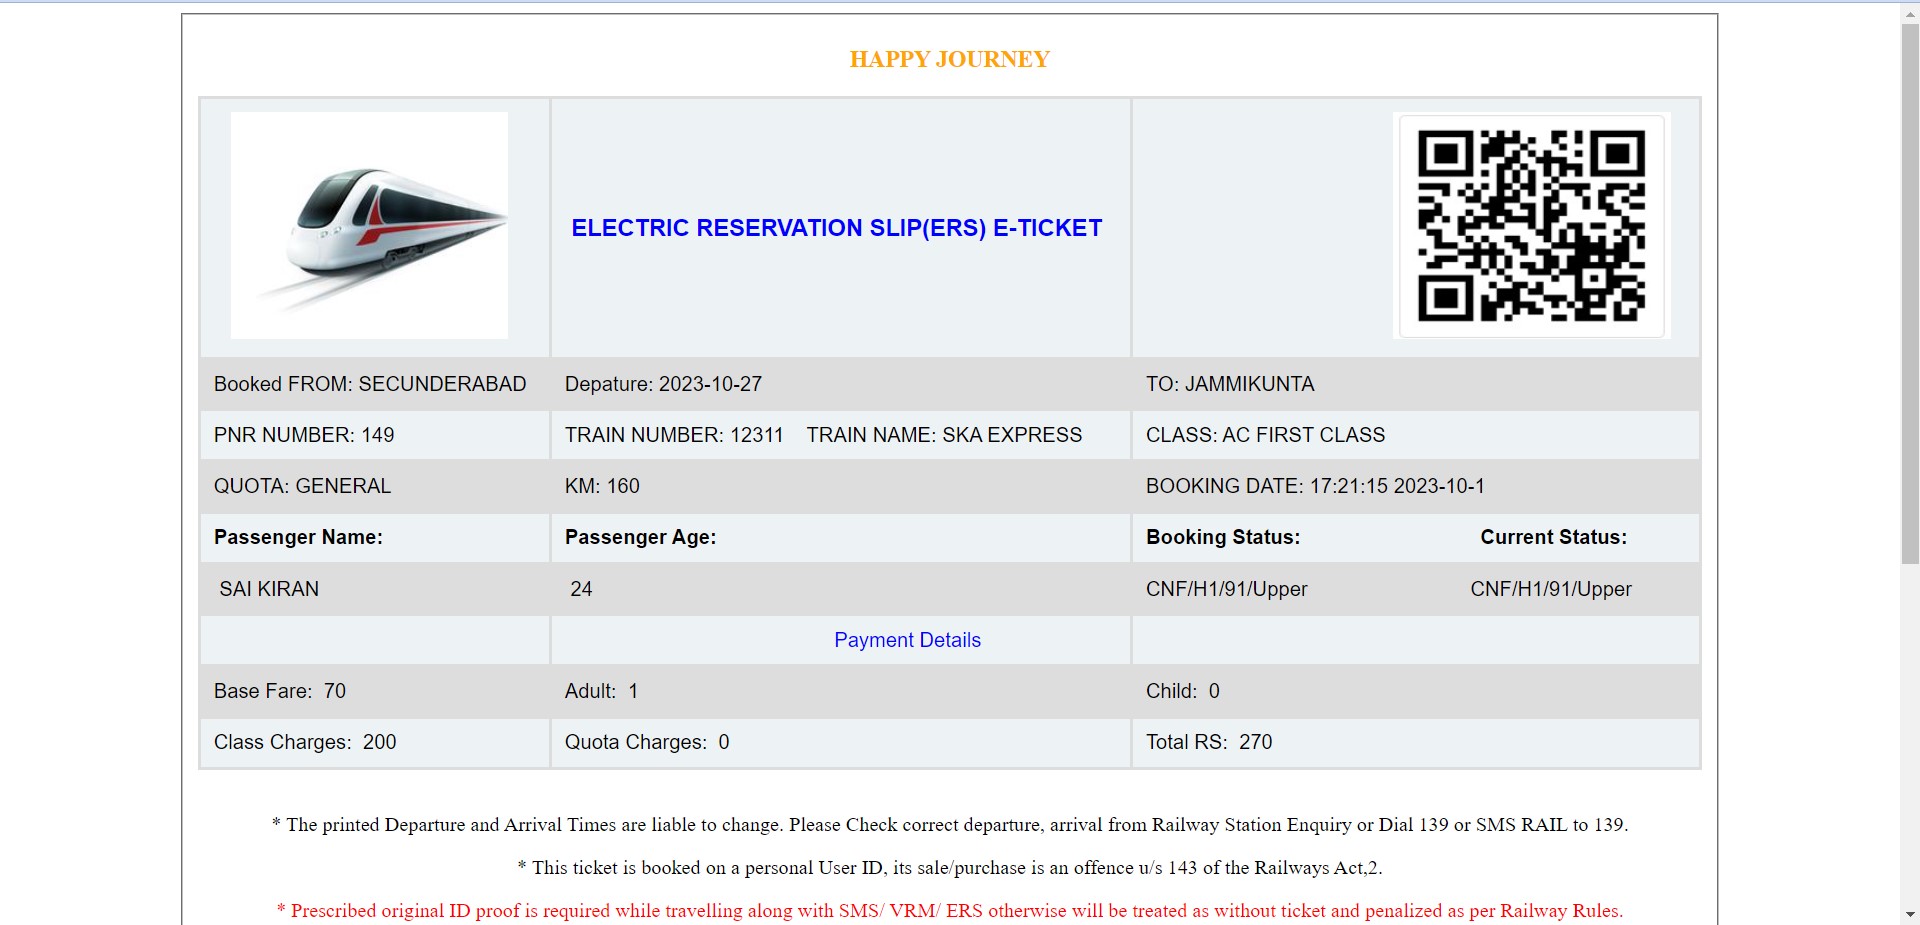 HAPPY JOURNEY
ELECTRIC RESERVATION SLIP(ERS) E-TICKET
Booked FROM: SECUNDERABAD Depature: 2023-10-27 TO: JAMMIKUNTA
PNR NUMBER: 149 TRAIN NUMBER: 12311 TRAIN NAME: SKA EXPRESS CLASS: AC FIRST CLASS
QUOTA: GENERAL KM: 160 BOOKING DATE: 17:21:15 2023-10-1
Passenger Name: Passenger Age: Booking Status: Current Status:
SAI KIRAN 24 CNF/H1/91/Upper CNF/H1/91/Upper
Payment Details
Base Fare: 70 Adult: 1 Child: 0
Class Charges: 200 Quota Charges: 0 Total RS: 270
* The printed Departure and Arrival Times are liable to change. Please Check correct departure, arrival from Railway Station Enquiry or Dial 139 or SMS RAIL to 139.
* This ticket is booked on a personal User ID, its sale/purchase is an offence u/s 143 of the Railways Act,2.
* Prescribed original ID proof is required while travelling along with SMS/ VRM/ ERS otherwise will be treated as without ticket and penalized as per Railway Rules.